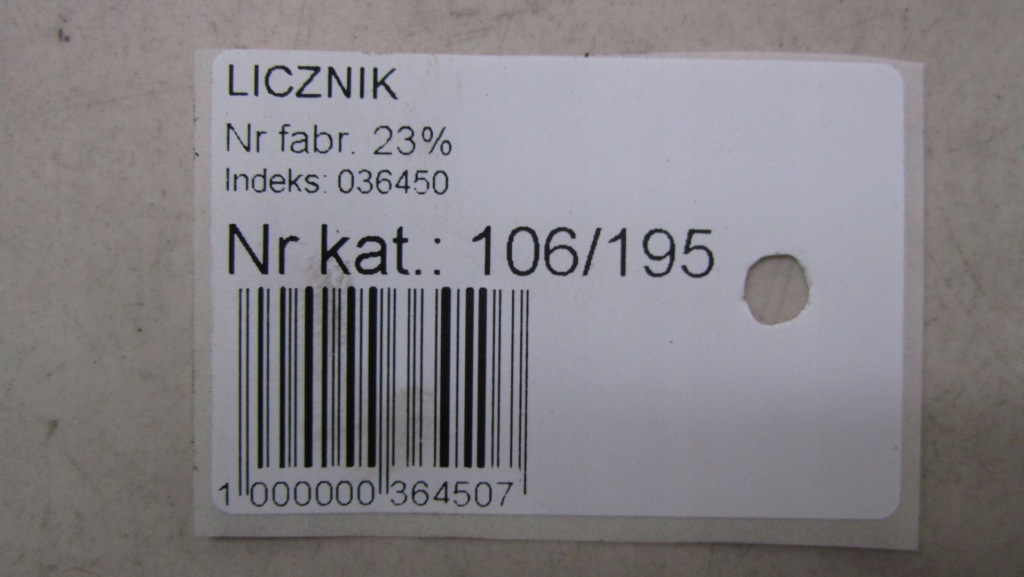 LICZNIK
Nr fabr. 23%
Indeks: 036450
Nr kat.: 106/195
1 000000 364507